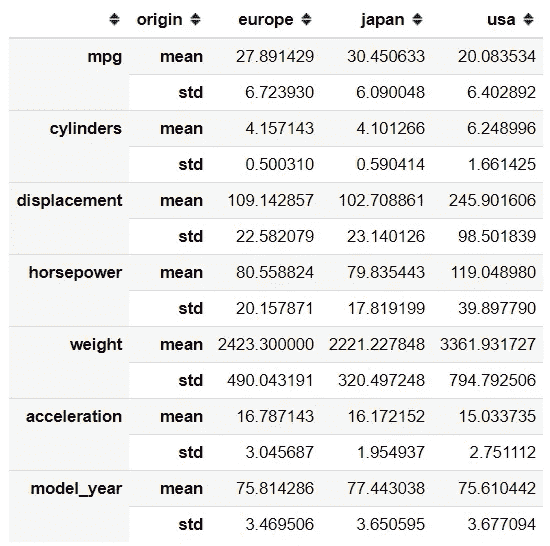 origin europe japan usa
mpg mean 27.891429 30.450633 20.083534
std 6.723930 6.090048 6.402892
cylinders mean 4.157143 4.101266 6.248996
std 0.500310 0.590414 1.661425
displacement mean 109.142857 102.708861 245.901606
std 22.582079 23.140126 98.501839
horsepower mean 80.558824 79.835443 119.048980
std 20.157871 17.819199 39.897790
weight mean 2423.300000 2221.227848 3361.931727
std 490.043191 320.497248 794.792506
acceleration mean 16.787143 16.172152 15.033735
std 3.045687 1.954937 2.751112
model_year mean 75.814286 77.443038 75.610442
std 3.469506 3.650595 3.677094